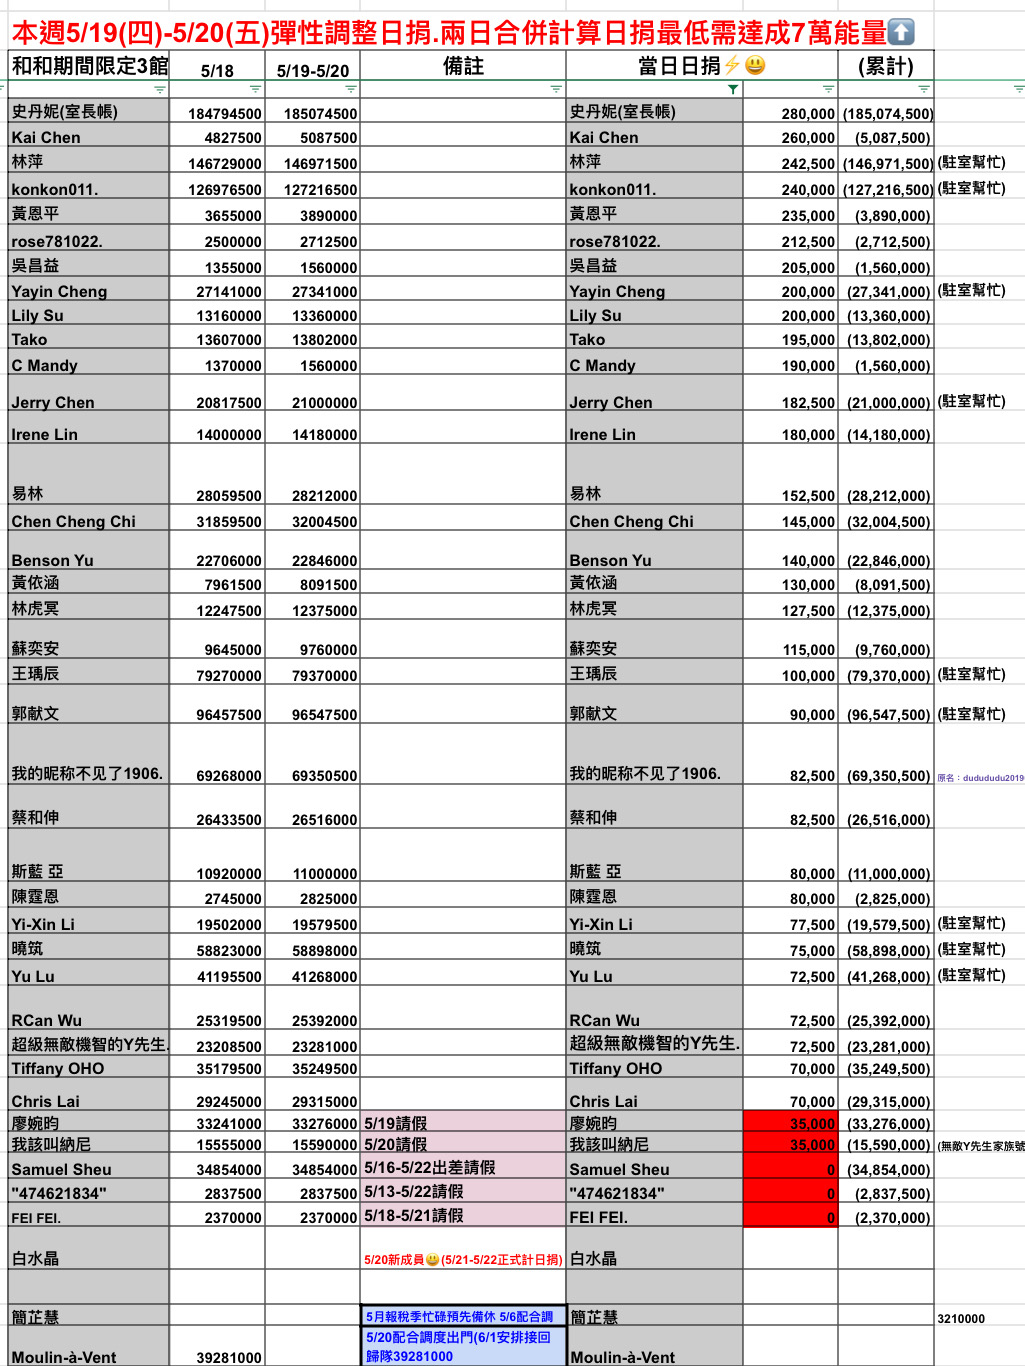 本週5/19(四)-5/20(五)彈性調整日捐.兩日合併計算日捐最低需達成7萬能量⬆️
和和期間限定3館 5/18 5/19-5/20 備註 當日日捐⚡😃 (累計)
史丹妮(室長帳) 184794500 185074500 史丹妮(室長帳) 280,000 (185,074,500)
Kai Chen 4827500 5087500 Kai Chen 260,000 (5,087,500)
林萍 146729000 146971500 林萍 242,500 (146,971,500) (駐室幫忙)
konkon011. 126976500 127216500 konkon011. 240,000 (127,216,500) (駐室幫忙)
黃恩平 3655000 3890000 黃恩平 235,000 (3,890,000)
rose781022. 2500000 2712500 rose781022. 212,500 (2,712,500)
吳昌益 1355000 1560000 吳昌益 205,000 (1,560,000)
Yayin Cheng 27141000 27341000 Yayin Cheng 200,000 (27,341,000) (駐室幫忙)
Lily Su 13160000 13360000 Lily Su 200,000 (13,360,000)
Tako 13607000 13802000 Tako 195,000 (13,802,000)
C Mandy 1370000 1560000 C Mandy 190,000 (1,560,000)
Jerry Chen 20817500 21000000 Jerry Chen 182,500 (21,000,000) (駐室幫忙)
Irene Lin 14000000 14180000 Irene Lin 180,000 (14,180,000)
易林 28059500 28212000 易林 152,500 (28,212,000)
Chen Cheng Chi 31859500 32004500 Chen Cheng Chi 145,000 (32,004,500)
Benson Yu 22706000 22846000 Benson Yu 140,000 (22,846,000)
黃依涵 7961500 8091500 黃依涵 130,000 (8,091,500)
林虎冥 12247500 12375000 林虎冥 127,500 (12,375,000)
蘇奕安 9645000 9760000 蘇奕安 115,000 (9,760,000)
王瑀辰 79270000 79370000 王瑀辰 100,000 (79,370,000) (駐室幫忙)
郭献文 96457500 96547500 郭献文 90,000 (96,547,500) (駐室幫忙)
我的昵称不见了1906. 69268000 69350500 我的昵称不见了1906. 82,500 (69,350,500) 原名：dudududu2019
蔡和伸 26433500 26516000 蔡和伸 82,500 (26,516,000)
斯藍 亞 10920000 11000000 斯藍 亞 80,000 (11,000,000)
陳霆恩 2745000 2825000 陳霆恩 80,000 (2,825,000)
Yi-Xin Li 19502000 19579500 Yi-Xin Li 77,500 (19,579,500) (駐室幫忙)
曉筑 58823000 58898000 曉筑 75,000 (58,898,000) (駐室幫忙)
Yu Lu 41195500 41268000 Yu Lu 72,500 (41,268,000) (駐室幫忙)
RCan Wu 25319500 25392000 RCan Wu 72,500 (25,392,000)
超級無敵機智的Y先生. 23208500 23281000 超級無敵機智的Y先生. 72,500 (23,281,000)
Tiffany OHO 35179500 35249500 Tiffany OHO 70,000 (35,249,500)
Chris Lai 29245000 29315000 Chris Lai 70,000 (29,315,000)
廖婉昀 33241000 33276000 5/19請假 廖婉昀 35,000 (33,276,000)
我該叫納尼 15555000 15590000 5/20請假 我該叫納尼 35,000 (15,590,000) (無敵Y先生家族號
Samuel Sheu 34854000 34854000 5/16-5/22出差請假 Samuel Sheu 0 (34,854,000)
"474621834" 2837500 2837500 5/13-5/22請假 "474621834" 0 (2,837,500)
FEI FEI. 2370000 2370000 5/18-5/21請假 FEI FEI. 0 (2,370,000)
白水晶 5/20新成員😃(5/21-5/22正式計日捐) 白水晶
簡芷慧 5月報稅季忙碌預先備休 5/6配合調 簡芷慧 3210000
5/20配合調度出門(6/1安排接回
Moulin-à-Vent 39281000 歸隊39281000 Moulin-à-Vent